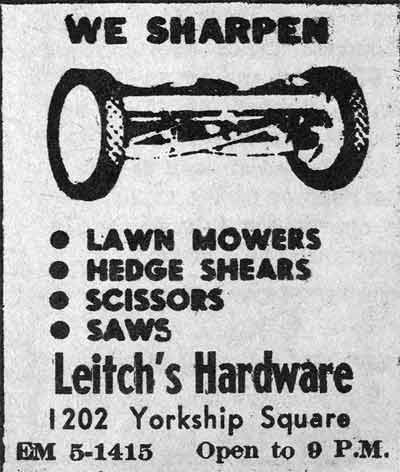 WE SHARPEN
● LAWN MOWERS
● HEDGE SHEARS
● SCISSORS
● SAWS
Leitch's Hardware
1202 Yorkship Square
EM 5-1415 Open to 9 P.M.